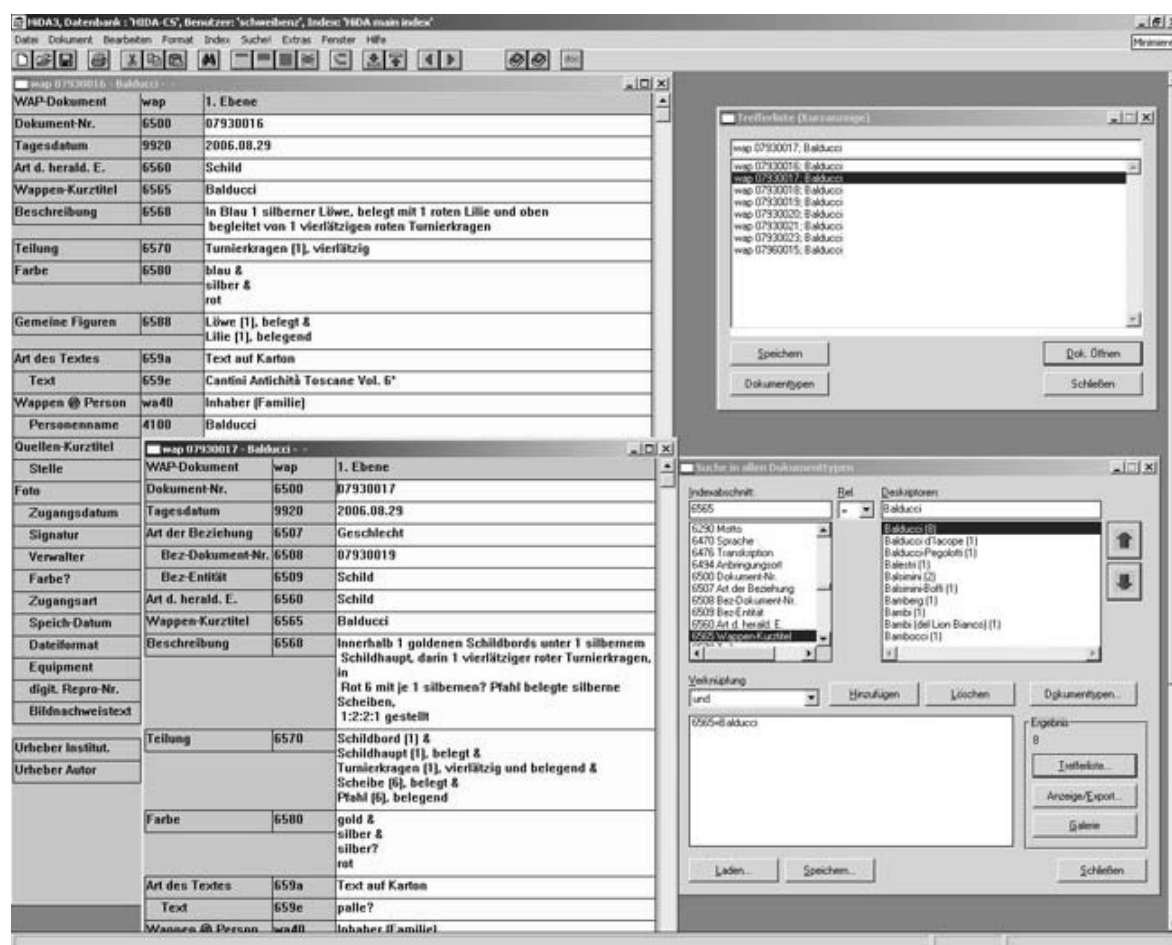 HiDA3, Datenbank : 'HIDA-CS', Benutzer: 'schweibenz', Index: 'HiDA main index'
Datei Dokument Bearbeiten Format Index Suche! Extras Fenster Hilfe
wap 07930016 - Balducci - -
WAP-Dokument wap 1. Ebene
Dokument-Nr. 6500 07930016
Tagesdatum 9920 2006.08.29
Art d. herald. E. 6560 Schild
Wappen-Kurztitel 6565 Balducci
Beschreibung 6568 In Blau 1 silberner Löwe, belegt mit 1 roten Lilie und oben
begleitet von 1 vierlätzigen roten Turnierkragen
Teilung 6570 Turnierkragen [1], vierlätzig
Farbe 6580 blau &
silber &
rot
Gemeine Figuren 6588 Löwe [1], belegt &
Lilie [1], belegend
Art des Textes 659a Text auf Karton
Text 659e Cantini Antichità Toscane Vol. 6*
Wappen @ Person wa40 Inhaber (Familie)
Personenname 4100 Balducci
Quellen-Kurztitel
Stelle
Foto
Zugangsdatum
Signatur
Verwalter
Farbe?
Zugangsart
Speich-Datum
Dateiformat
Equipment
digit. Repro-Nr.
Bildnachweistext
Urheber Institut.
Urheber Autor
wap 07930017 - Balducci - -
WAP-Dokument wap 1. Ebene
Dokument-Nr. 6500 07930017
Tagesdatum 9920 2006.08.29
Art der Beziehung 6507 Geschlecht
Bez-Dokument-Nr. 6508 07930019
Bez-Entität 6509 Schild
Art d. herald. E. 6560 Schild
Wappen-Kurztitel 6565 Balducci
Beschreibung 6568 Innerhalb 1 goldenen Schildbords unter 1 silbernem
Schildhaupt, darin 1 vierlätziger roter Turnierkragen,
in
Rot 6 mit je 1 silbernen? Pfahl belegte silberne
Scheiben,
1:2:2:1 gestellt
Teilung 6570 Schildbord [1] &
Schildhaupt [1], belegt &
Turnierkragen [1], vierlätzig und belegend &
Scheibe [6], belegt &
Pfahl [6], belegend
Farbe 6580 gold &
silber &
silber?
rot
Art des Textes 659a Text auf Karton
Text 659e palle?
Wappen @ Person wa40 Inhaber (Familie)
Trefferliste (Kurzanzeige)
wap 07930017; Balducci
wap 07930016; Balducci
wap 07930017; Balducci
wap 07930018; Balducci
wap 07930019; Balducci
wap 07930020; Balducci
wap 07930021; Balducci
wap 07930023; Balducci
wap 07960015; Balducci
Speichern Dok. Öffnen
Dokumenttypen Schließen
Suche in allen Dokumenttypen
Indexabschnitt: Rel. Deskriptoren:
6565 = Balducci
6290 Motto
6470 Sprache
6476 Transkription
6494 Anbringungsort
6500 Dokument-Nr.
6507 Art der Beziehung
6508 Bez-Dokument-Nr.
6509 Bez-Entität
6560 Art d. herald. E.
6565 Wappen-Kurztitel
Balducci (8)
Balducci d'Iacope (1)
Balducci-Pegolotti (1)
Balestri (1)
Balsimini (2)
Balsimini-Boffi (1)
Bamberg (1)
Bambi (1)
Bambi (del Lion Bianco) (1)
Bambocci (1)
Verknüpfung
und Hinzufügen Löschen Dokumenttypen...
6565=Balducci
Ergebnis
8
Trefferliste...
Anzeige/Export...
Galerie
Laden... Speichern... Schließen